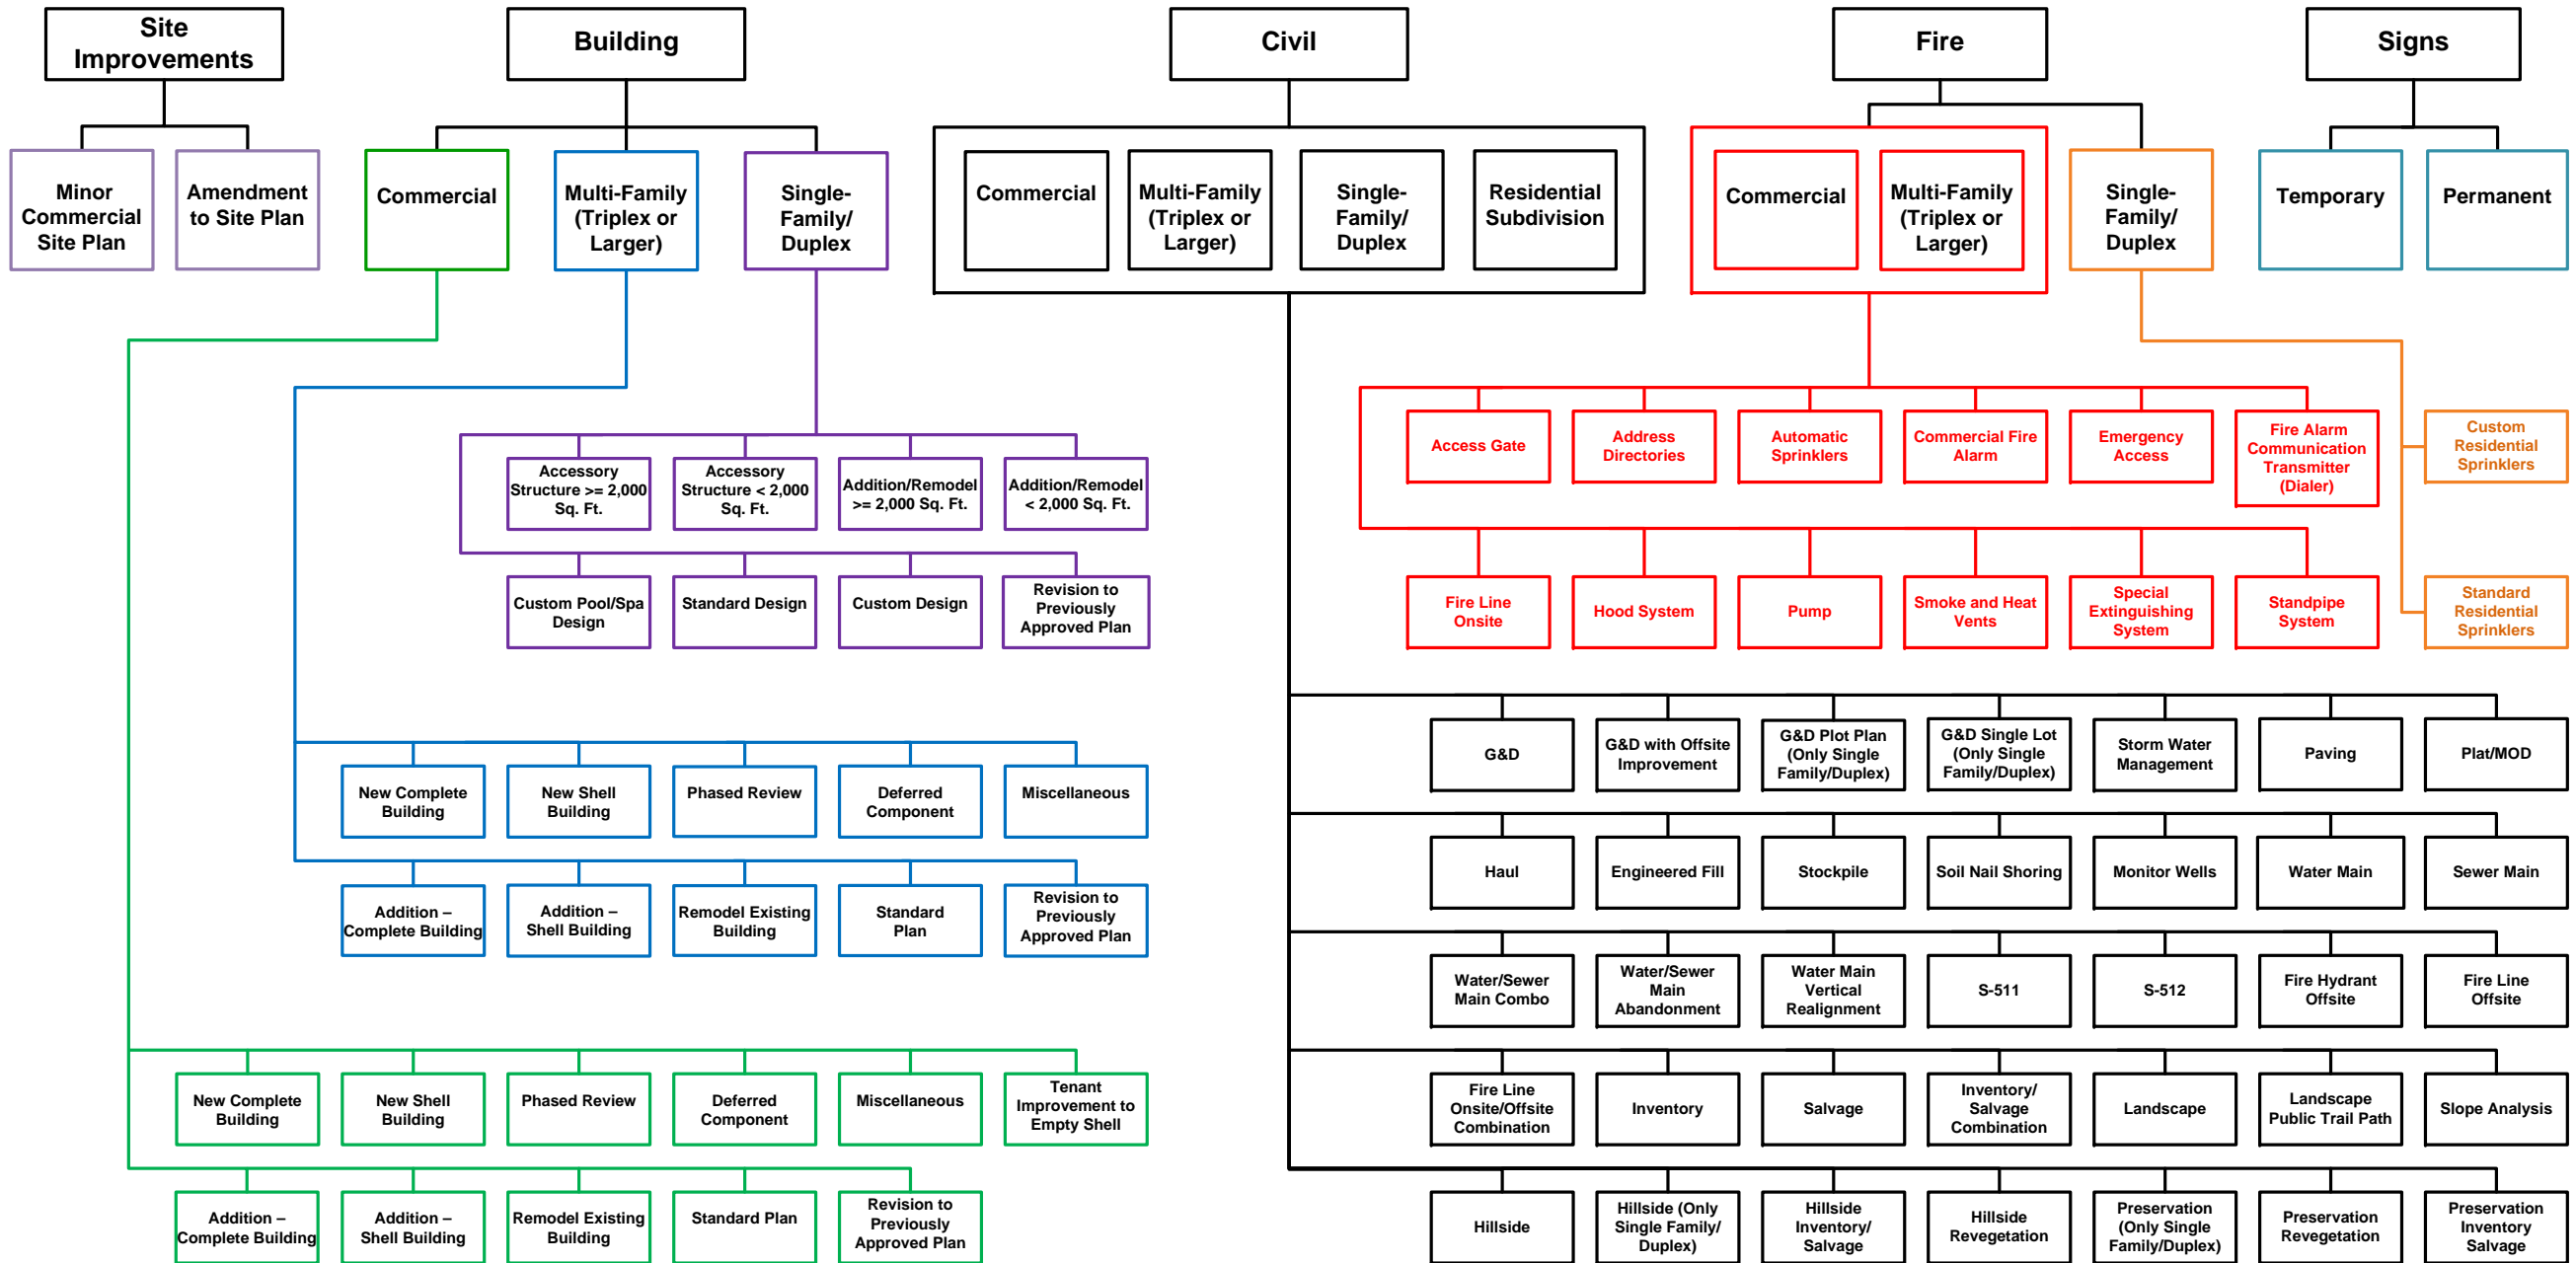 Site
Improvements
Building
Civil
Fire
Signs
Minor
Commercial
Site Plan
Amendment
to Site Plan
Commercial
Multi-Family
(Triplex or
Larger)
Single-
Family/
Duplex
Commercial
Multi-Family
(Triplex or
Larger)
Single-
Family/
Duplex
Residential
Subdivision
Commercial
Multi-Family
(Triplex or
Larger)
Single-
Family/
Duplex
Temporary
Permanent
Accessory
Structure >= 2,000
Sq. Ft.
Accessory
Structure < 2,000
Sq. Ft.
Addition/Remodel
>= 2,000 Sq. Ft.
Addition/Remodel
< 2,000 Sq. Ft.
Custom Pool/Spa
Design
Standard Design
Custom Design
Revision to
Previously
Approved Plan
Access Gate
Address
Directories
Automatic
Sprinklers
Commercial Fire
Alarm
Emergency
Access
Fire Alarm
Communication
Transmitter
(Dialer)
Custom
Residential
Sprinklers
Fire Line
Onsite
Hood System
Pump
Smoke and Heat
Vents
Special
Extinguishing
System
Standpipe
System
Standard
Residential
Sprinklers
New Complete
Building
New Shell
Building
Phased Review
Deferred
Component
Miscellaneous
Addition –
Complete Building
Addition –
Shell Building
Remodel Existing
Building
Standard
Plan
Revision to
Previously
Approved Plan
New Complete
Building
New Shell
Building
Phased Review
Deferred
Component
Miscellaneous
Tenant
Improvement to
Empty Shell
Addition –
Complete Building
Addition –
Shell Building
Remodel Existing
Building
Standard Plan
Revision to
Previously
Approved Plan
G&D
G&D with Offsite
Improvement
G&D Plot Plan
(Only Single
Family/Duplex)
G&D Single Lot
(Only Single
Family/Duplex)
Storm Water
Management
Paving
Plat/MOD
Haul
Engineered Fill
Stockpile
Soil Nail Shoring
Monitor Wells
Water Main
Sewer Main
Water/Sewer
Main Combo
Water/Sewer
Main
Abandonment
Water Main
Vertical
Realignment
S-511
S-512
Fire Hydrant
Offsite
Fire Line
Offsite
Fire Line
Onsite/Offsite
Combination
Inventory
Salvage
Inventory/
Salvage
Combination
Landscape
Landscape
Public Trail Path
Slope Analysis
Hillside
Hillside (Only
Single Family/
Duplex)
Hillside
Inventory/
Salvage
Hillside
Revegetation
Preservation
(Only Single
Family/Duplex)
Preservation
Revegetation
Preservation
Inventory
Salvage